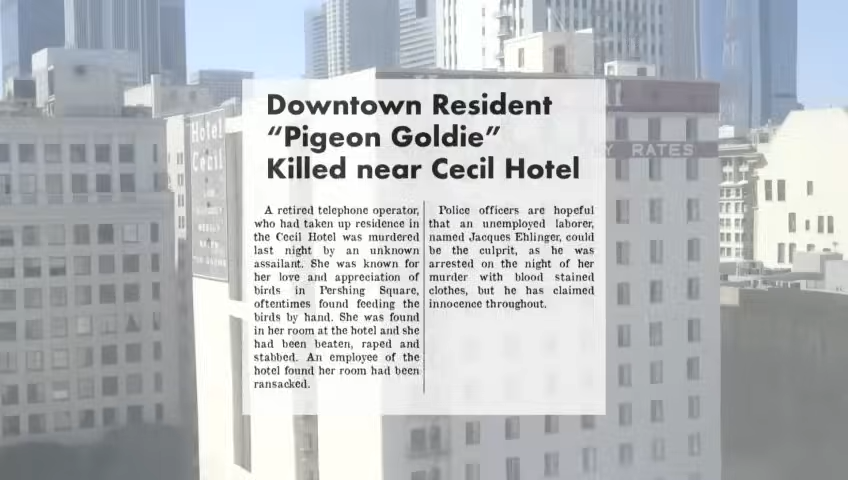 Downtown Resident
“Pigeon Goldie”
Killed near Cecil Hotel
A retired telephone operator,
who had taken up residence in
the Cecil Hotel was murdered
last night by an unknown
assailant. She was known for
her love and appreciation of
birds in Pershing Square,
oftentimes found feeding the
birds by hand. She was found
in her room at the hotel and she
had been beaten, raped and
stabbed. An employee of the
hotel found her room had been
ransacked.
Police officers are hopeful
that an unemployed laborer,
named Jacques Ehlinger, could
be the culprit, as he was
arrested on the night of her
murder with blood stained
clothes, but he has claimed
innocence throughout.
Hotel
Cecil
RATES